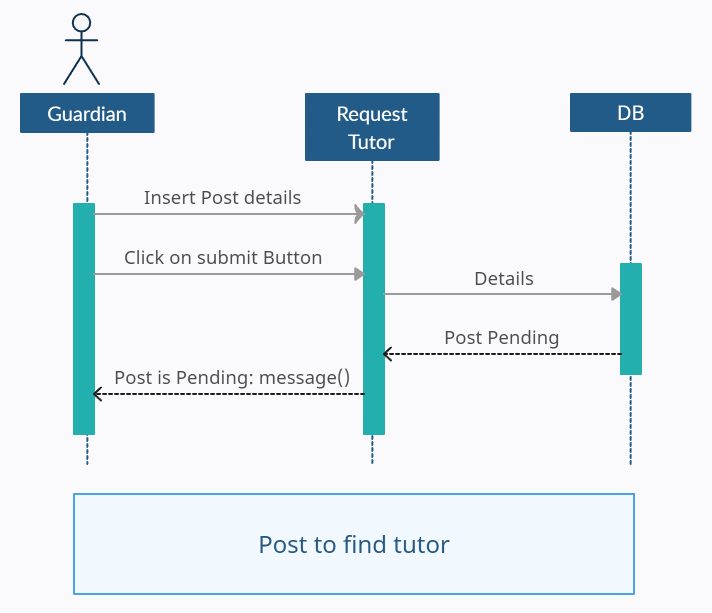 Guardian
Request
Tutor
DB
Insert Post details
Click on submit Button
Details
Post Pending
Post is Pending: message()
Post to find tutor